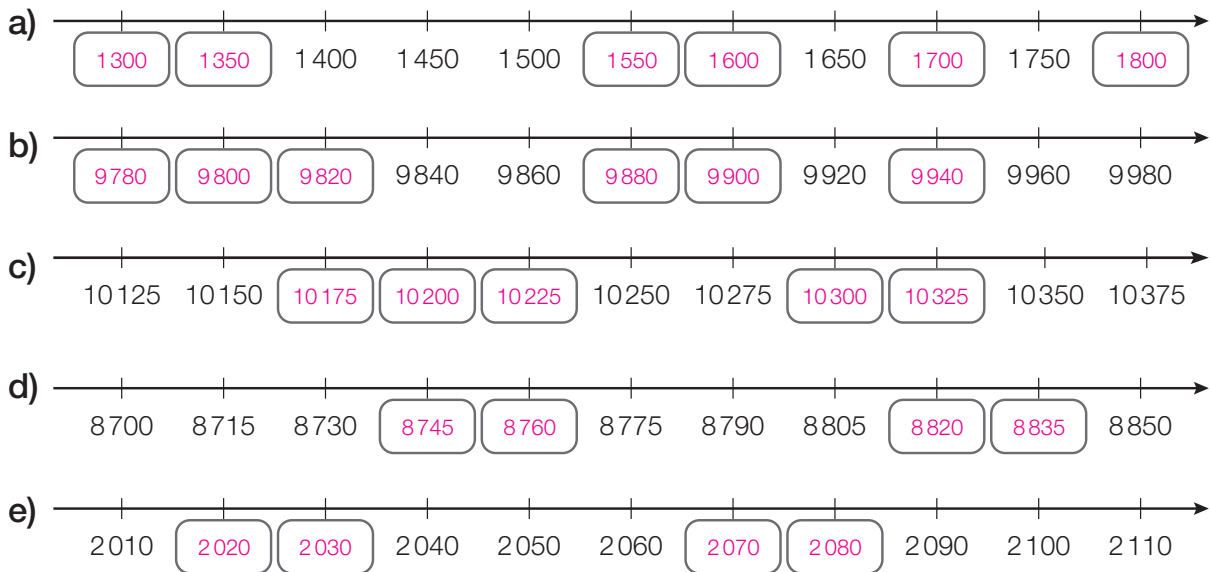 a)
1300 1350 1400 1450 1500 1550 1600 1650 1700 1750 1800
b)
9780 9800 9820 9840 9860 9880 9900 9920 9940 9960 9980
c)
10125 10150 10175 10200 10225 10250 10275 10300 10325 10350 10375
d)
8700 8715 8730 8745 8760 8775 8790 8805 8820 8835 8850
e)
2010 2020 2030 2040 2050 2060 2070 2080 2090 2100 2110